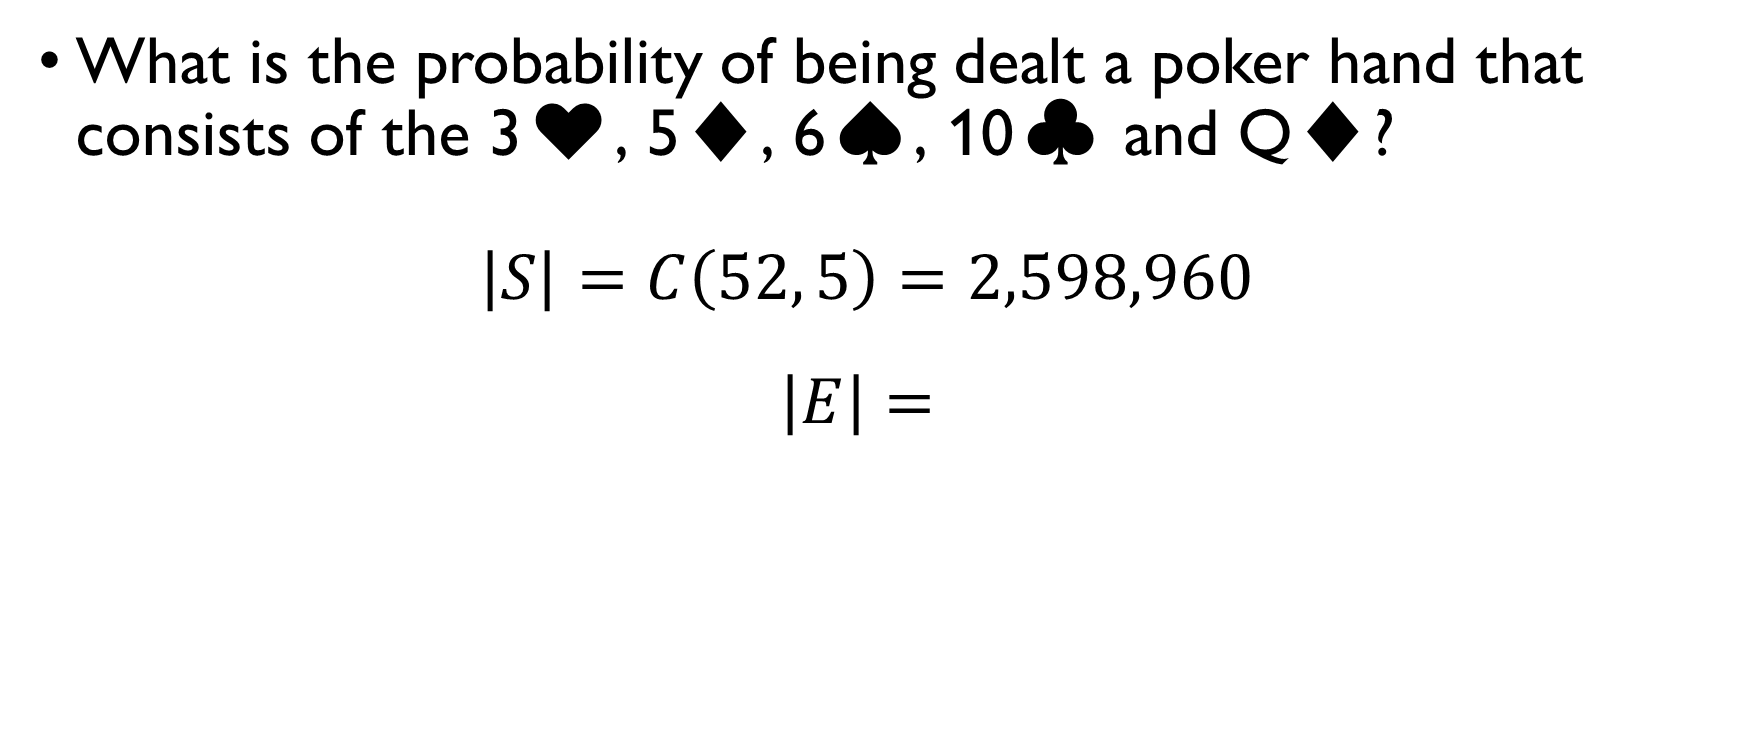 • What is the probability of being dealt a poker hand that
consists of the 3 ♥, 5 ♦, 6 ♠, 10 ♣ and Q ♦?
|S| = C(52, 5) = 2,598,960
|E| =